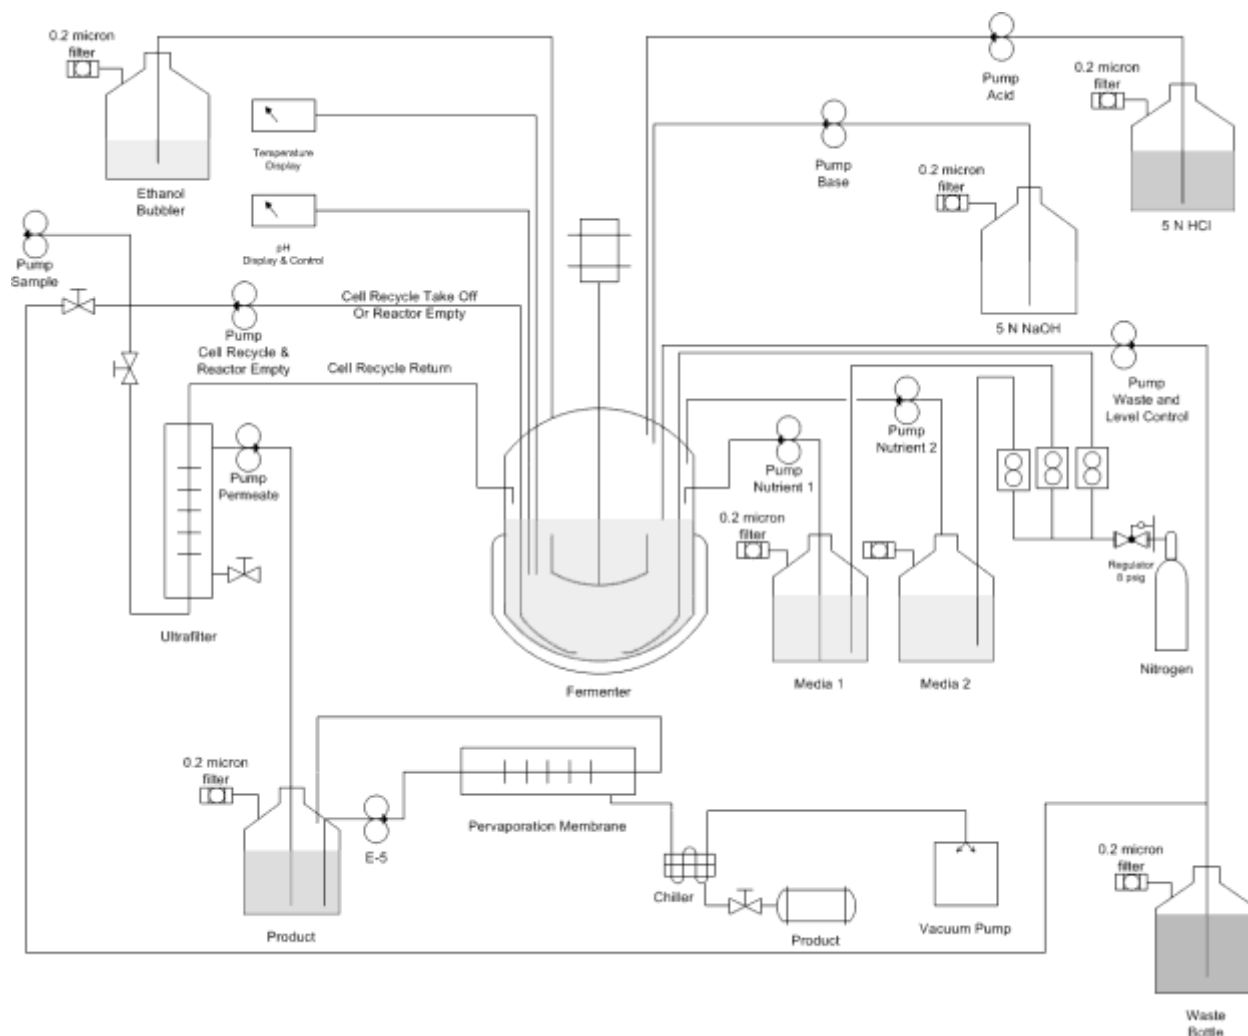 0.2 micron
filter
Ethanol
Bubbler
Temperature
Display
pH
Display & Control
Pump
Sample
Pump
Cell Recycle &
Reactor Empty
Cell Recycle Take Off
Or Reactor Empty
Cell Recycle Return
Pump
Acid
0.2 micron
filter
5 N HCl
Pump
Base
0.2 micron
filter
5 N NaOH
Pump
Waste and
Level Control
Pump
Nutrient 2
Pump
Nutrient 1
Pump
Permeate
Ultrafilter
Fermenter
0.2 micron
filter
Media 1
Media 2
Regulator
8 psig
Nitrogen
0.2 micron
filter
Product
E-5
Pervaporation Membrane
Chiller
Product
Vacuum Pump
0.2 micron
filter
Waste
Bottle